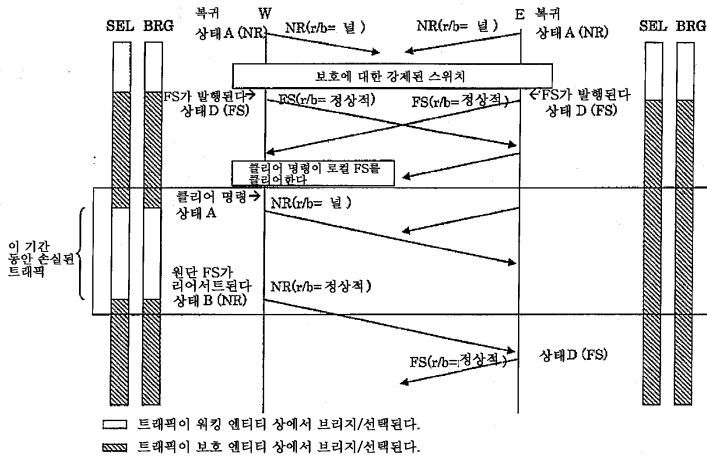 복귀 W E 복귀
SEL BRG 상태A (NR) NR(r/b= 널) NR(r/b= 널) 상태A (NR) SEL BRG
보호에 대한 강제된 스위치
FS가 발행된다 FS(r/b=정상적) FS(r/b=정상적) FS가 발행된다
상태D (FS) 상태D (FS)
클리어 명령이 로컬 FS를
클리어한다
클리어 명령 NR(r/b= 널)
상태A
이 기간
동안 손실된
트래픽
원단 FS가
리어서트된다 NR(r/b=정상적)
상태B (NR)
FS(r/b=정상적) 상태D (FS)
트래픽이 워킹 엔티티 상에서 브리지/선택된다.
트래픽이 보호 엔티티 상에서 브리지/선택된다.